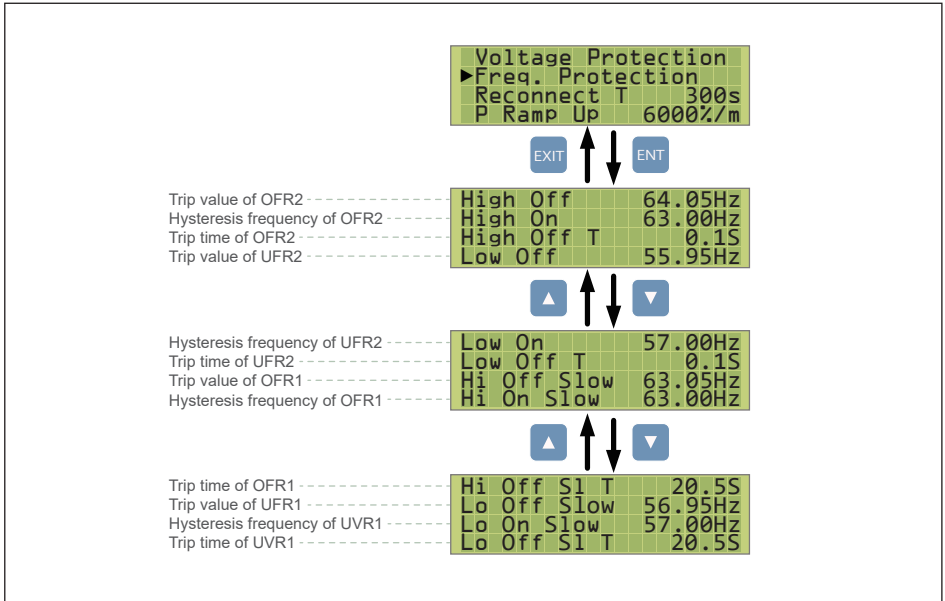 Voltage Protection
►Freq. Protection
Reconnect T 300s
P Ramp Up 6000%/m
EXIT ENT
Trip value of OFR2 High Off 64.05Hz
Hysteresis frequency of OFR2 High On 63.00Hz
Trip time of OFR2 High Off T 0.1S
Trip value of UFR2 Low Off 55.95Hz
▲ ▼
Hysteresis frequency of UFR2 Low On 57.00Hz
Trip time of UFR2 Low Off T 0.1S
Trip value of OFR1 Hi Off Slow 63.05Hz
Hysteresis frequency of OFR1 Hi On Slow 63.00Hz
▲ ▼
Trip time of OFR1 Hi Off Sl T 20.5S
Trip value of UFR1 Lo Off Slow 56.95Hz
Hysteresis frequency of UVR1 Lo On Slow 57.00Hz
Trip time of UVR1 Lo Off Sl T 20.5S